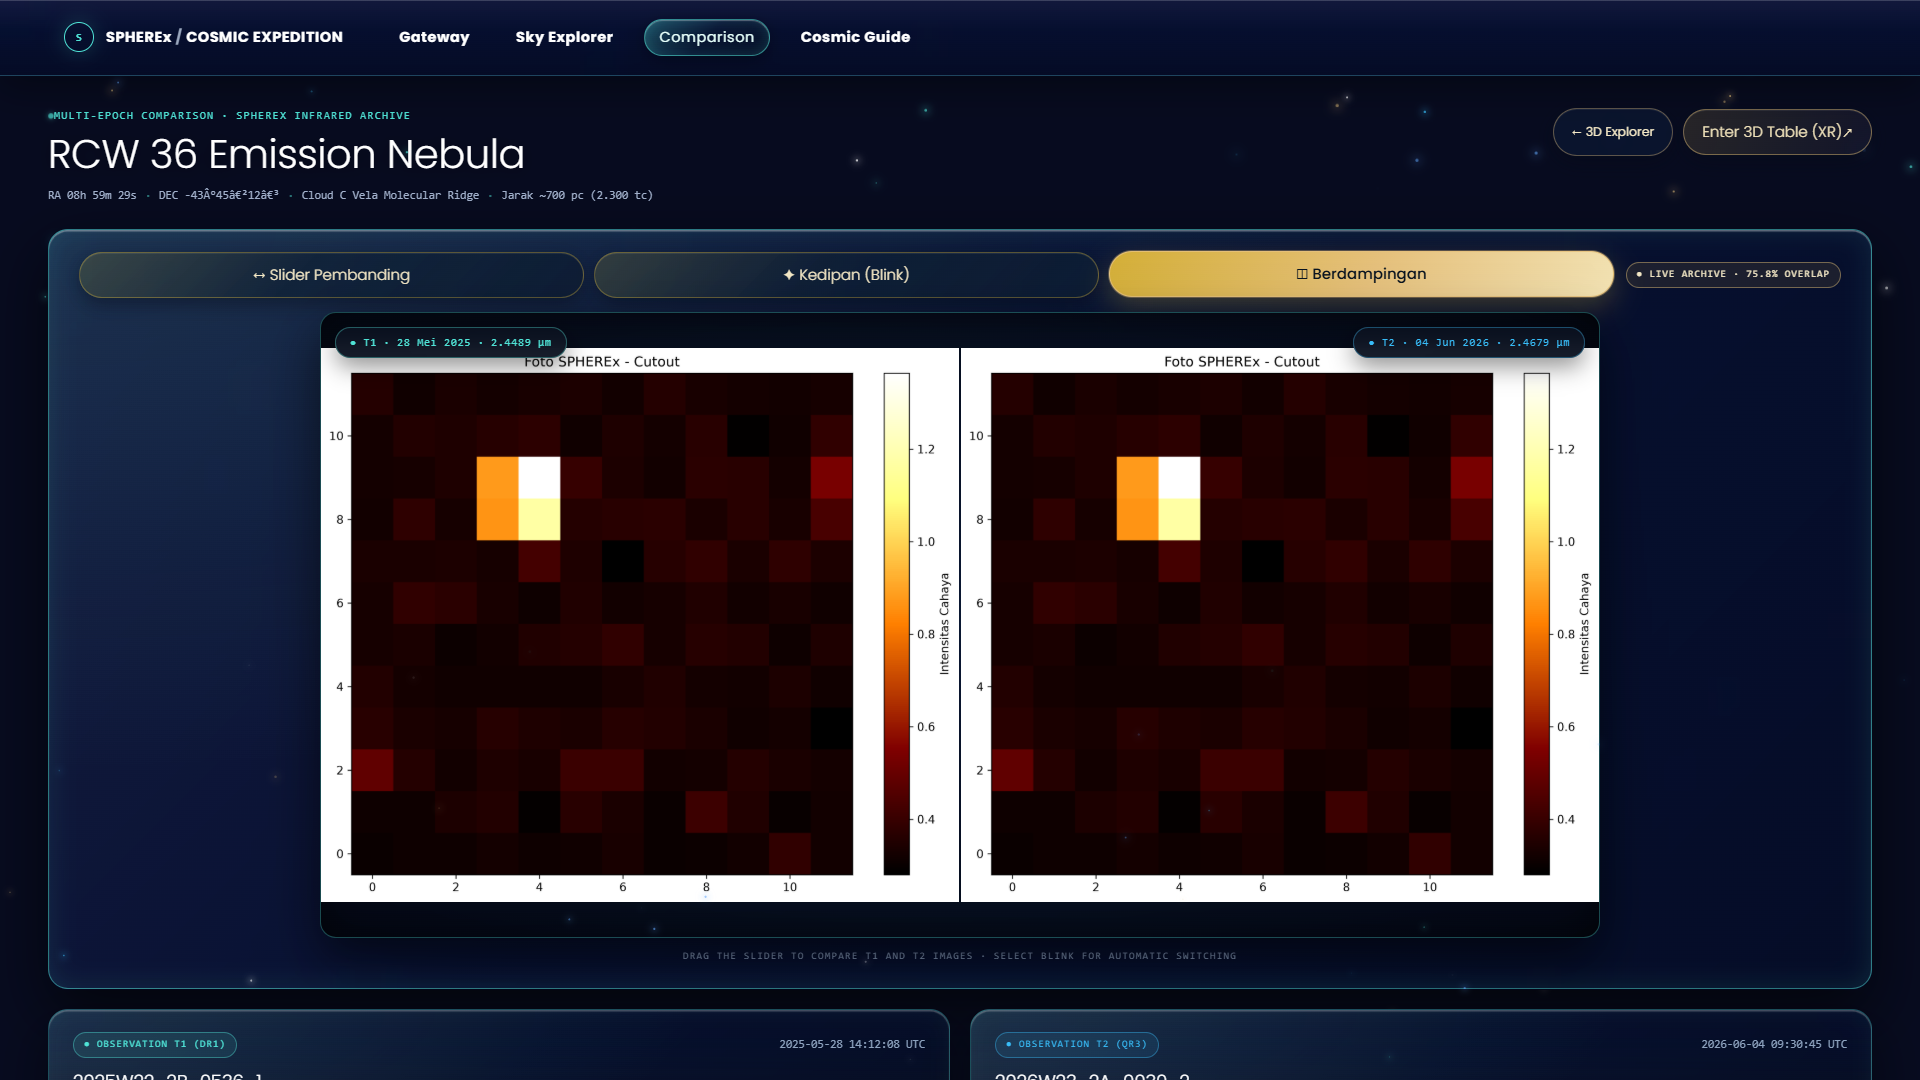 S SPHEREx / COSMIC EXPEDITION Gateway Sky Explorer Comparison Cosmic Guide
MULTI-EPOCH COMPARISON · SPHEREX INFRARED ARCHIVE
RCW 36 Emission Nebula
RA 08h 59m 29s · DEC -43Âº45â€²12â€³ · Cloud C Vela Molecular Ridge · Jarak ~700 pc (2.300 tc)
← 3D Explorer
Enter 3D Table (XR)↗
↔ Slider Pembanding
✦ Kedipan (Blink)
◫ Berdampingan
● LIVE ARCHIVE · 75.8% OVERLAP
● T1 · 28 Mei 2025 · 2.4489 µm
● T2 · 04 Jun 2026 · 2.4679 µm
Foto SPHEREx - Cutout
10
8
6
4
2
0
0 2 4 6 8 10
1.2
1.0
0.8
0.6
0.4
Intensitas Cahaya
Foto SPHEREx - Cutout
10
8
6
4
2
0
0 2 4 6 8 10
1.2
1.0
0.8
0.6
0.4
Intensitas Cahaya
DRAG THE SLIDER TO COMPARE T1 AND T2 IMAGES · SELECT BLINK FOR AUTOMATIC SWITCHING
● OBSERVATION T1 (DR1)
2025-05-28 14:12:08 UTC
● OBSERVATION T2 (QR3)
2026-06-04 09:30:45 UTC